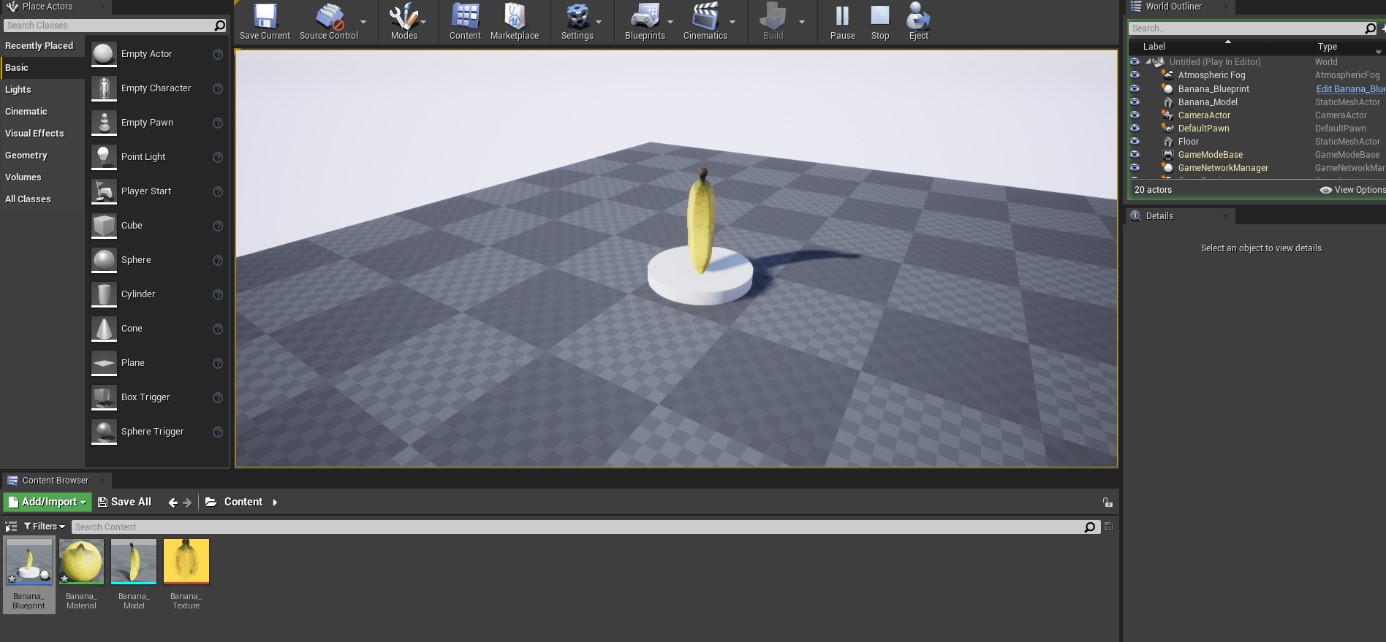 Place Actors
Search Classes
Recently Placed
Basic
Lights
Cinematic
Visual Effects
Geometry
Volumes
All Classes
Empty Actor
Empty Character
Empty Pawn
Point Light
Player Start
Cube
Sphere
Cylinder
Cone
Plane
Box Trigger
Sphere Trigger
Save Current
Source Control
Modes
Content
Marketplace
Settings
Blueprints
Cinematics
Build
Pause
Stop
Eject
World Outliner
Search...
Label Type
Untitled (Play In Editor) World
Atmospheric Fog AtmosphericFog
Banana_Blueprint Edit Banana_Blue
Banana_Model StaticMeshActor
CameraActor CameraActor
DefaultPawn DefaultPawn
Floor StaticMeshActor
GameModeBase GameModeBase
GameNetworkManager GameNetworkMan
20 actors View Options
Details
Select an object to view details.
Content Browser
Add/Import Save All Content
Filters Search Content
Banana_
Blueprint
Banana_
Material
Banana_
Model
Banana_
Texture